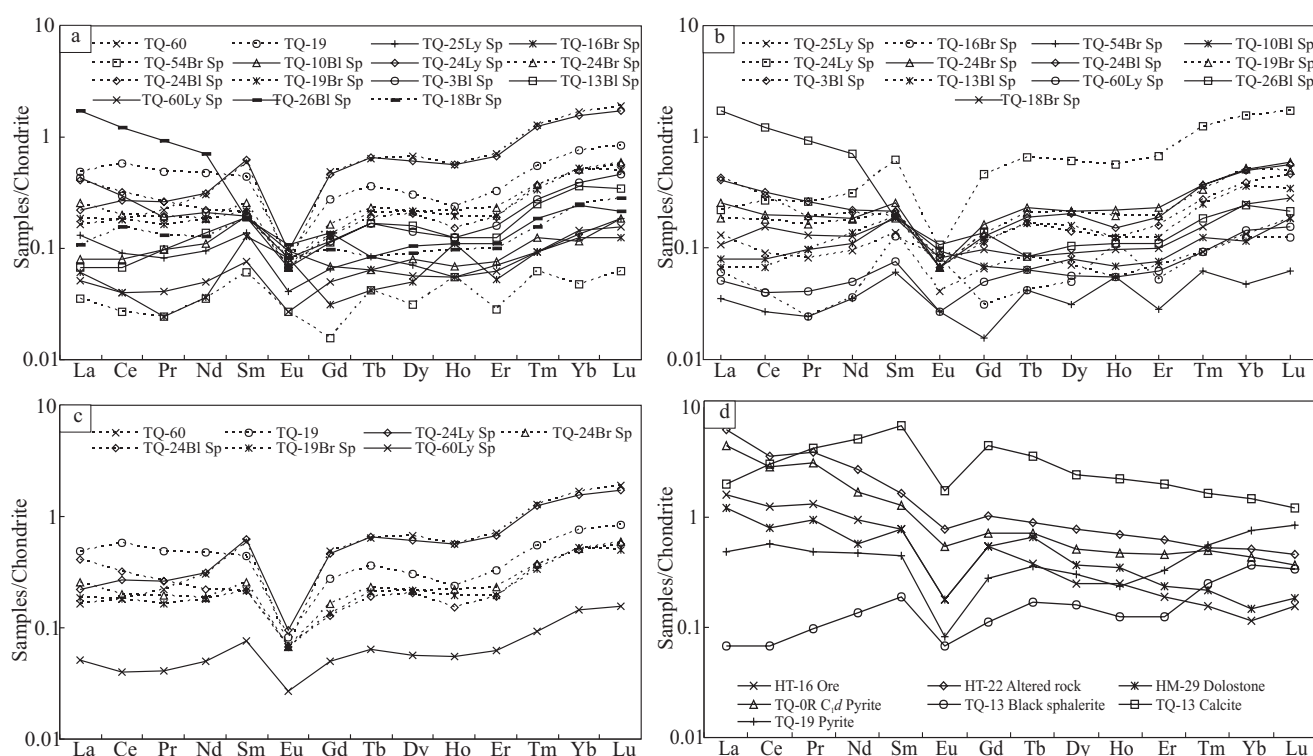 10
a
TQ-60 TQ-19 TQ-25Ly Sp TQ-16Br Sp
TQ-54Br Sp TQ-10Bl Sp TQ-24Ly Sp TQ-24Br Sp
TQ-24Bl Sp TQ-19Br Sp TQ-3Bl Sp TQ-13Bl Sp
TQ-60Ly Sp TQ-26Bl Sp TQ-18Br Sp
Samples/Chondrite
1
0.1
0.01
La Ce Pr Nd Sm Eu Gd Tb Dy Ho Er Tm Yb Lu
10
b
TQ-25Ly Sp TQ-16Br Sp TQ-54Br Sp TQ-10Bl Sp
TQ-24Ly Sp TQ-24Br Sp TQ-24Bl Sp TQ-19Br Sp
TQ-3Bl Sp TQ-13Bl Sp TQ-60Ly Sp TQ-26Bl Sp
TQ-18Br Sp
Samples/Chondrite
1
0.1
0.01
La Ce Pr Nd Sm Eu Gd Tb Dy Ho Er Tm Yb Lu
10
c
TQ-60 TQ-19 TQ-24Ly Sp TQ-24Br Sp
TQ-24Bl Sp TQ-19Br Sp TQ-60Ly Sp
Samples/Chondrite
1
0.1
0.01
La Ce Pr Nd Sm Eu Gd Tb Dy Ho Er Tm Yb Lu
10
d
Samples/Chondrite
1
0.1
HT-16 Ore HT-22 Altered rock HM-29 Dolostone
TQ-0R C₁d Pyrite TQ-13 Black sphalerite TQ-13 Calcite
TQ-19 Pyrite
0.01
La Ce Pr Nd Sm Eu Gd Tb Dy Ho Er Tm Yb Lu